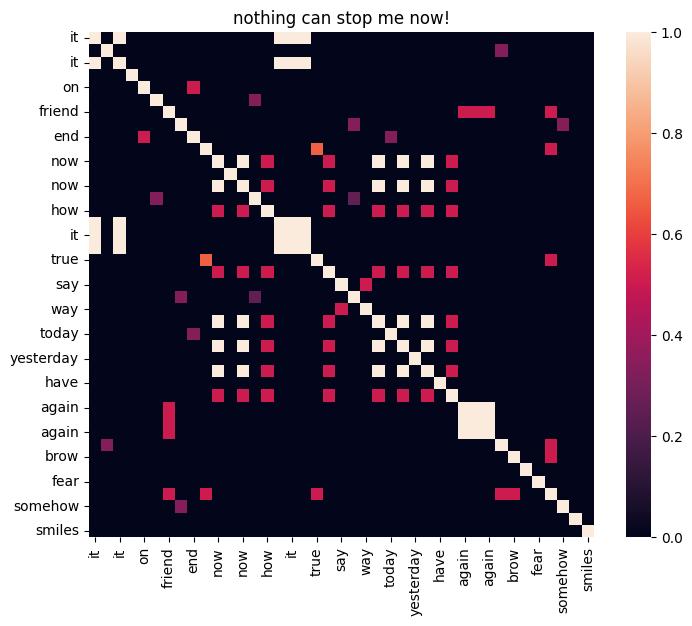 nothing can stop me now!
it
it
on
friend
end
now
now
how
it
true
say
way
today
yesterday
have
again
again
brow
fear
somehow
smiles
it
it
on
friend
end
now
now
how
it
true
say
way
today
yesterday
have
again
again
brow
fear
somehow
smiles
1.0
0.8
0.6
0.4
0.2
0.0